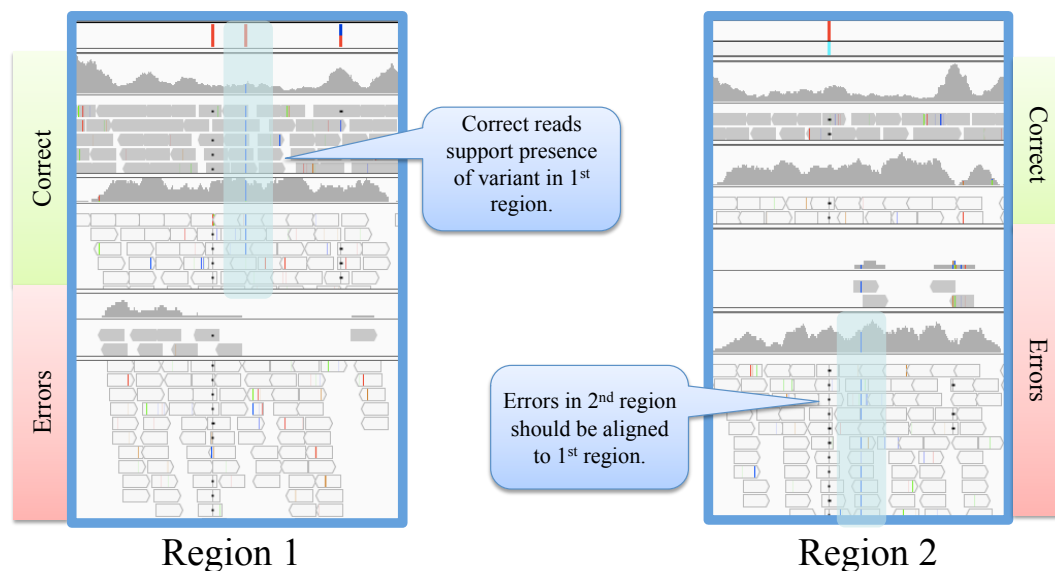 Correct
Errors
Correct reads
support presence
of variant in 1st
region.
Errors in 2nd region
should be aligned
to 1st region.
Correct
Errors
Region 1
Region 2